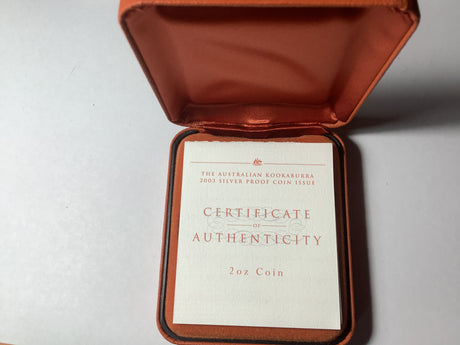 THE AUSTRALIAN KOOKABURRA
2003 SILVER PROOF COIN ISSUE
CERTIFICATE
OF
AUTHENTICITY
2oz Coin